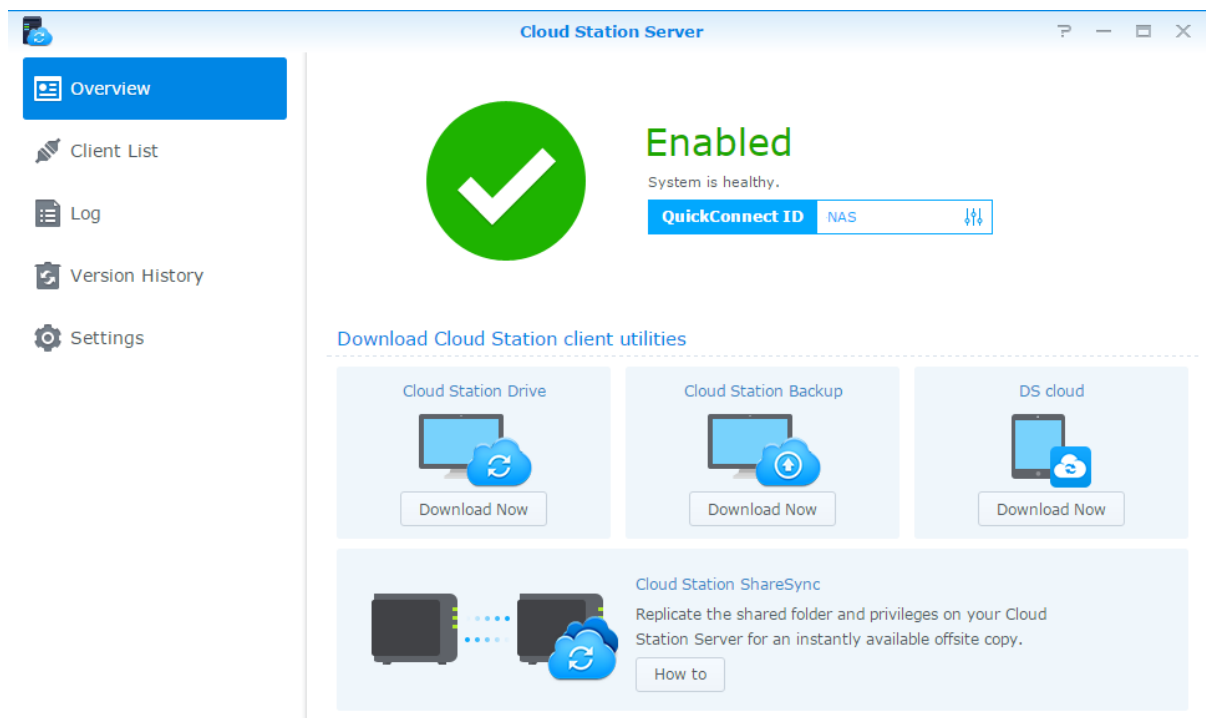 Cloud Station Server
Overview
Client List
Log
Version History
Settings
Enabled
System is healthy.
QuickConnect ID NAS
Download Cloud Station client utilities
Cloud Station Drive
Download Now
Cloud Station Backup
Download Now
DS cloud
Download Now
Cloud Station ShareSync
Replicate the shared folder and privileges on your Cloud
Station Server for an instantly available offsite copy.
How to